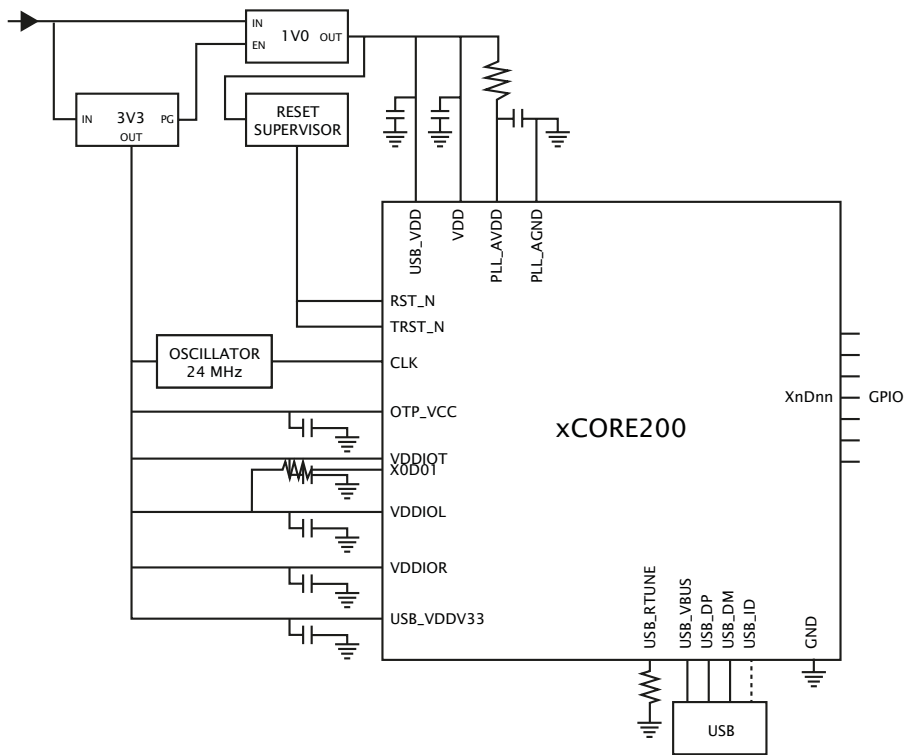 IN
1V0 OUT
EN
IN
3V3 PG
OUT
RESET
SUPERVISOR
USB_VDD
VDD
PLL_AVDD
PLL_AGND
RST_N
TRST_N
OSCILLATOR
24 MHz
CLK
XnDnn GPIO
OTP_VCC
xCORE200
VDDIOT
X0D01
VDDIOL
VDDIOR
USB_VDDV33
USB_RTUNE
USB_VBUS
USB_DP
USB_DM
USB_ID
GND
USB